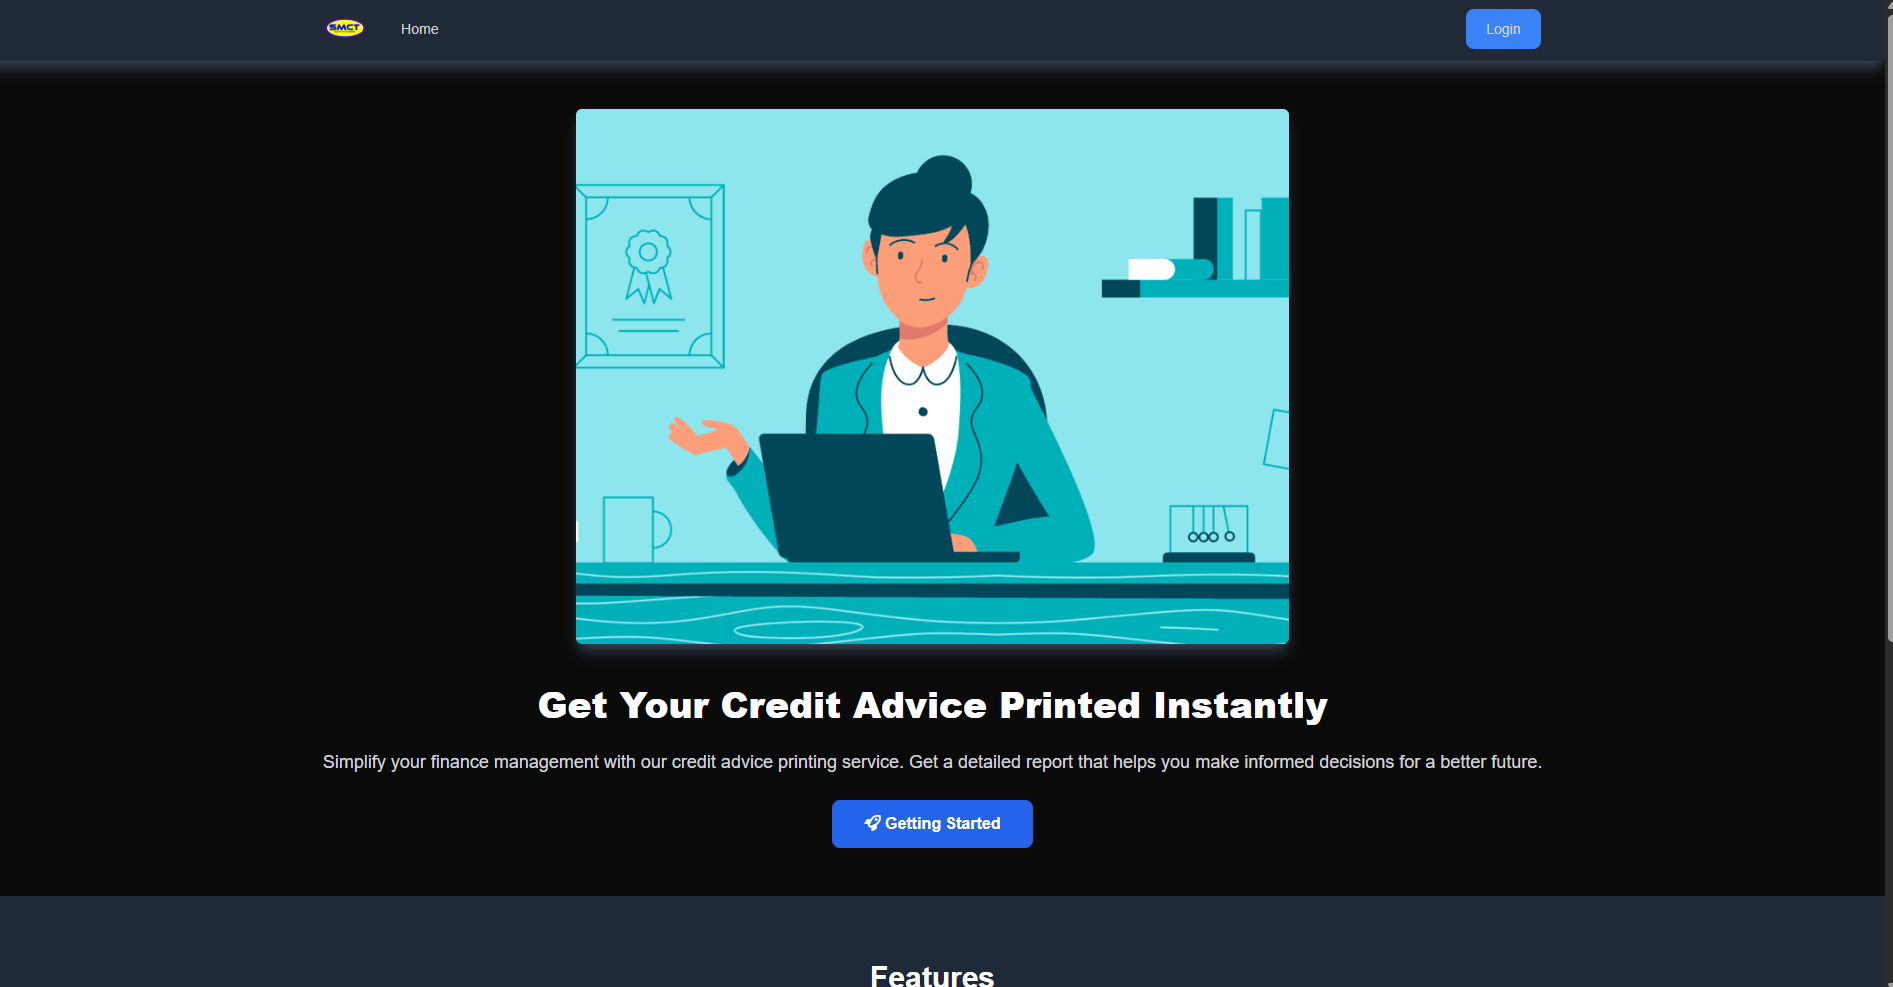 SMCT
Home
Login
Get Your Credit Advice Printed Instantly
Simplify your finance management with our credit advice printing service. Get a detailed report that helps you make informed decisions for a better future.
Getting Started
Features